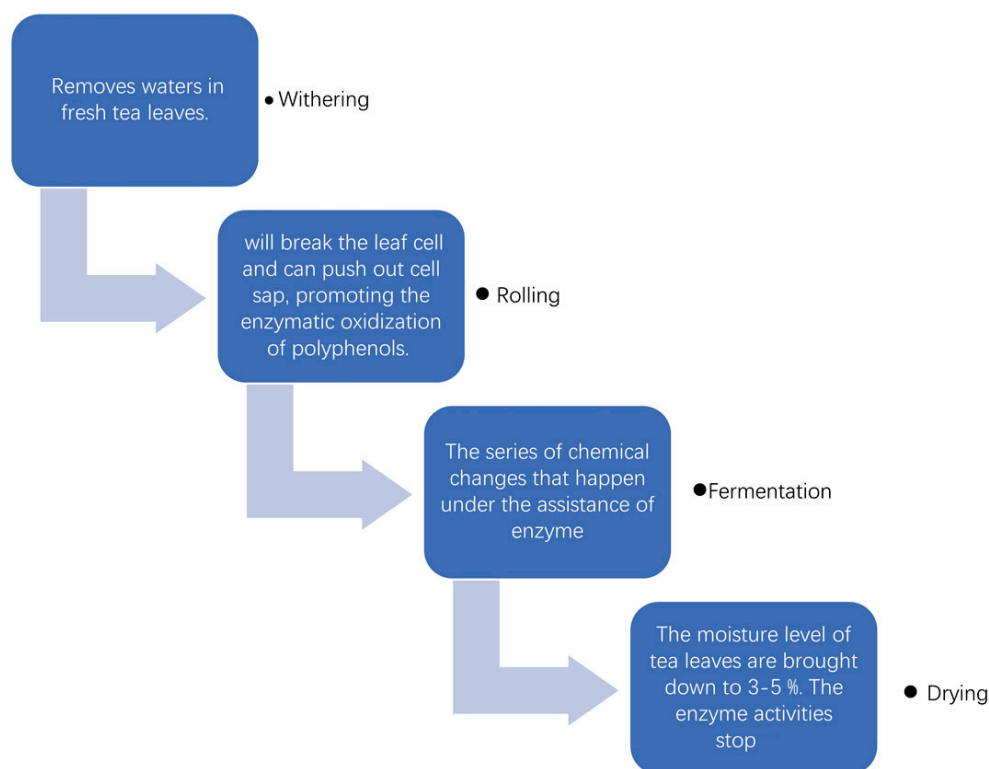 Removes waters in
fresh tea leaves.
• Withering
will break the leaf cell
and can push out cell
sap, promoting the
enzymatic oxidization
of polyphenols.
● Rolling
The series of chemical
changes that happen
under the assistance of
enzyme
●Fermentation
The moisture level of
tea leaves are brought
down to 3-5 %. The
enzyme activities
stop
● Drying